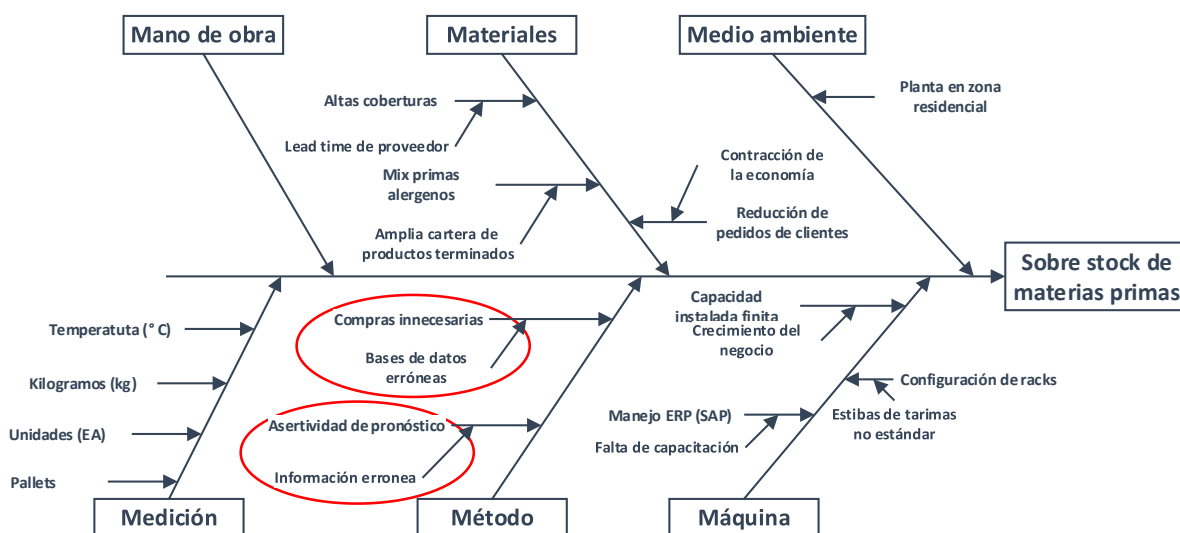 Mano de obra
Materiales
Medio ambiente
Altas coberturas
Lead time de proveedor
Mix primas
alergenos
Amplia cartera de
productos terminados
Contracción de
la economía
Reducción de
pedidos de clientes
Planta en zona
residencial
Sobre stock de
materias primas
Temperatuta (° C)
Kilogramos (kg)
Unidades (EA)
Pallets
Compras innecesarias
Bases de datos
erróneas
Asertividad de pronóstico
Información erronea
Capacidad
instalada finita
Crecimiento del
negocio
Configuración de racks
Estibas de tarimas
no estándar
Manejo ERP (SAP)
Falta de capacitación
Medición
Método
Máquina